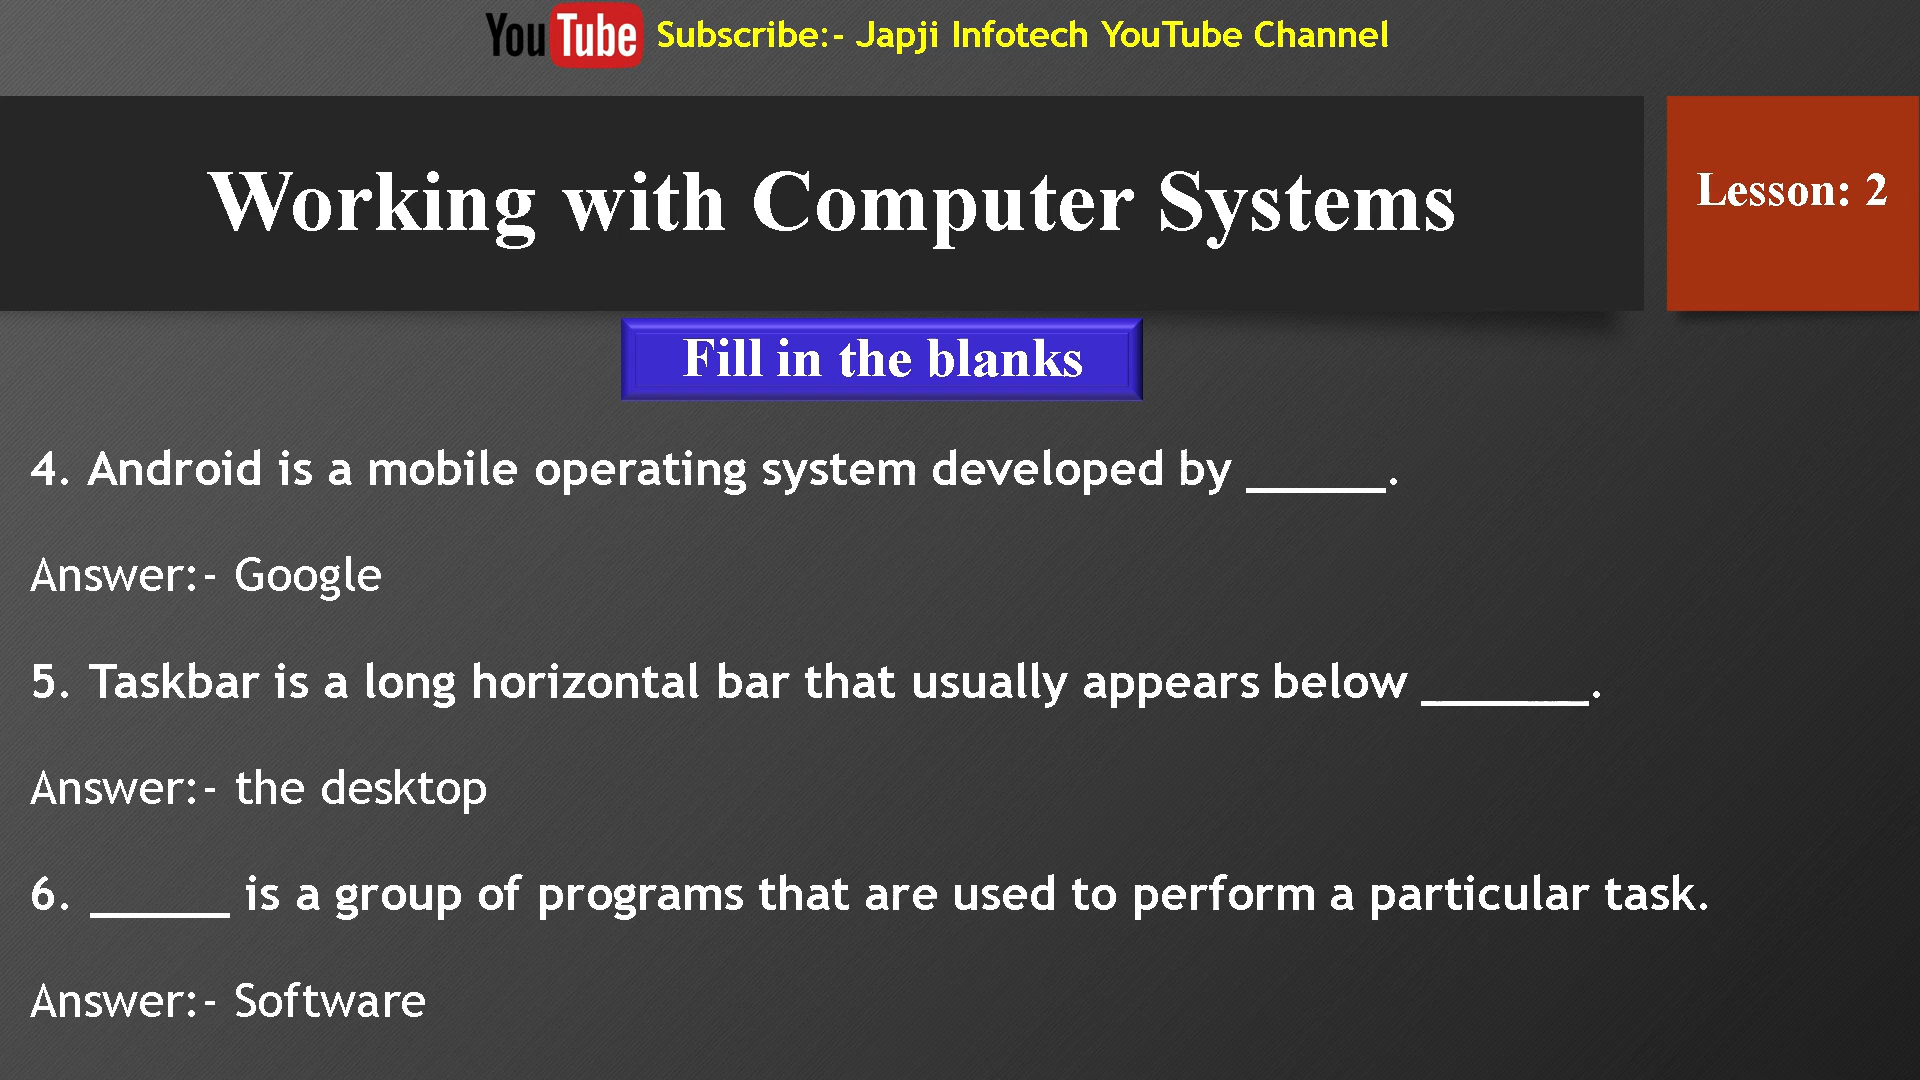 YouTube Subscribe:- Japji Infotech YouTube Channel
Working with Computer Systems
Lesson: 2
Fill in the blanks
4. Android is a mobile operating system developed by _____.
Answer:- Google
5. Taskbar is a long horizontal bar that usually appears below ______.
Answer:- the desktop
6. _____ is a group of programs that are used to perform a particular task.
Answer:- Software